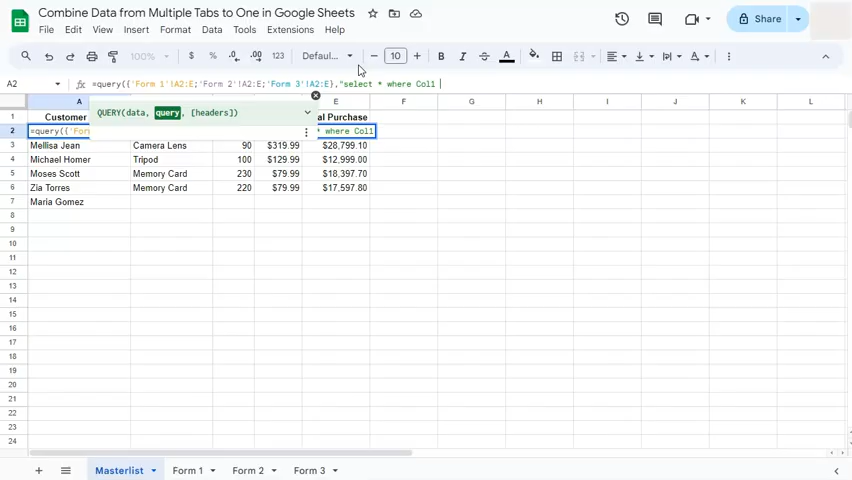 Combine Data from Multiple Tabs to One in Google Sheets
File Edit View Insert Format Data Tools Extensions Help
Share
100% $ % .0 .00 123 Defaul... 10 B I A
A2 =query({'Form 1'!A2:E;'Form 2'!A2:E;'Form 3'!A2:E},"select * where Col1
A B C D E F G H I J K L
QUERY(data, query, [headers])
1 Customer al Purchase
2 =query({'Form * where Col1
3 Mellisa Jean Camera Lens 90 $319.99 $28,799.10
4 Michael Homer Tripod 100 $129.99 $12,999.00
5 Moses Scott Memory Card 230 $79.99 $18,397.70
6 Zia Torres Memory Card 220 $79.99 $17,597.80
7 Maria Gomez
8
9
10
11
12
13
14
15
16
17
18
19
20
21
22
23
24
Masterlist Form 1 Form 2 Form 3